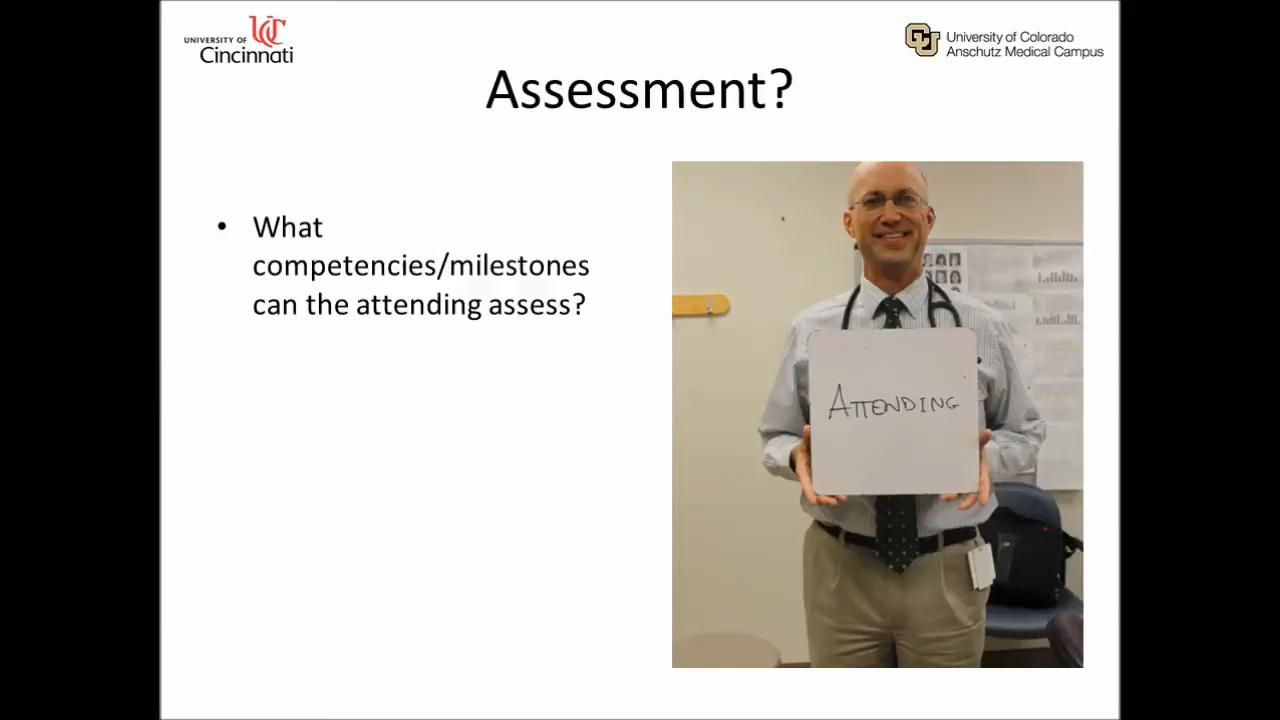 UNIVERSITY OF
Cincinnati
University of Colorado
Anschutz Medical Campus
Assessment?
• What
competencies/milestones
can the attending assess?
ATTENDING